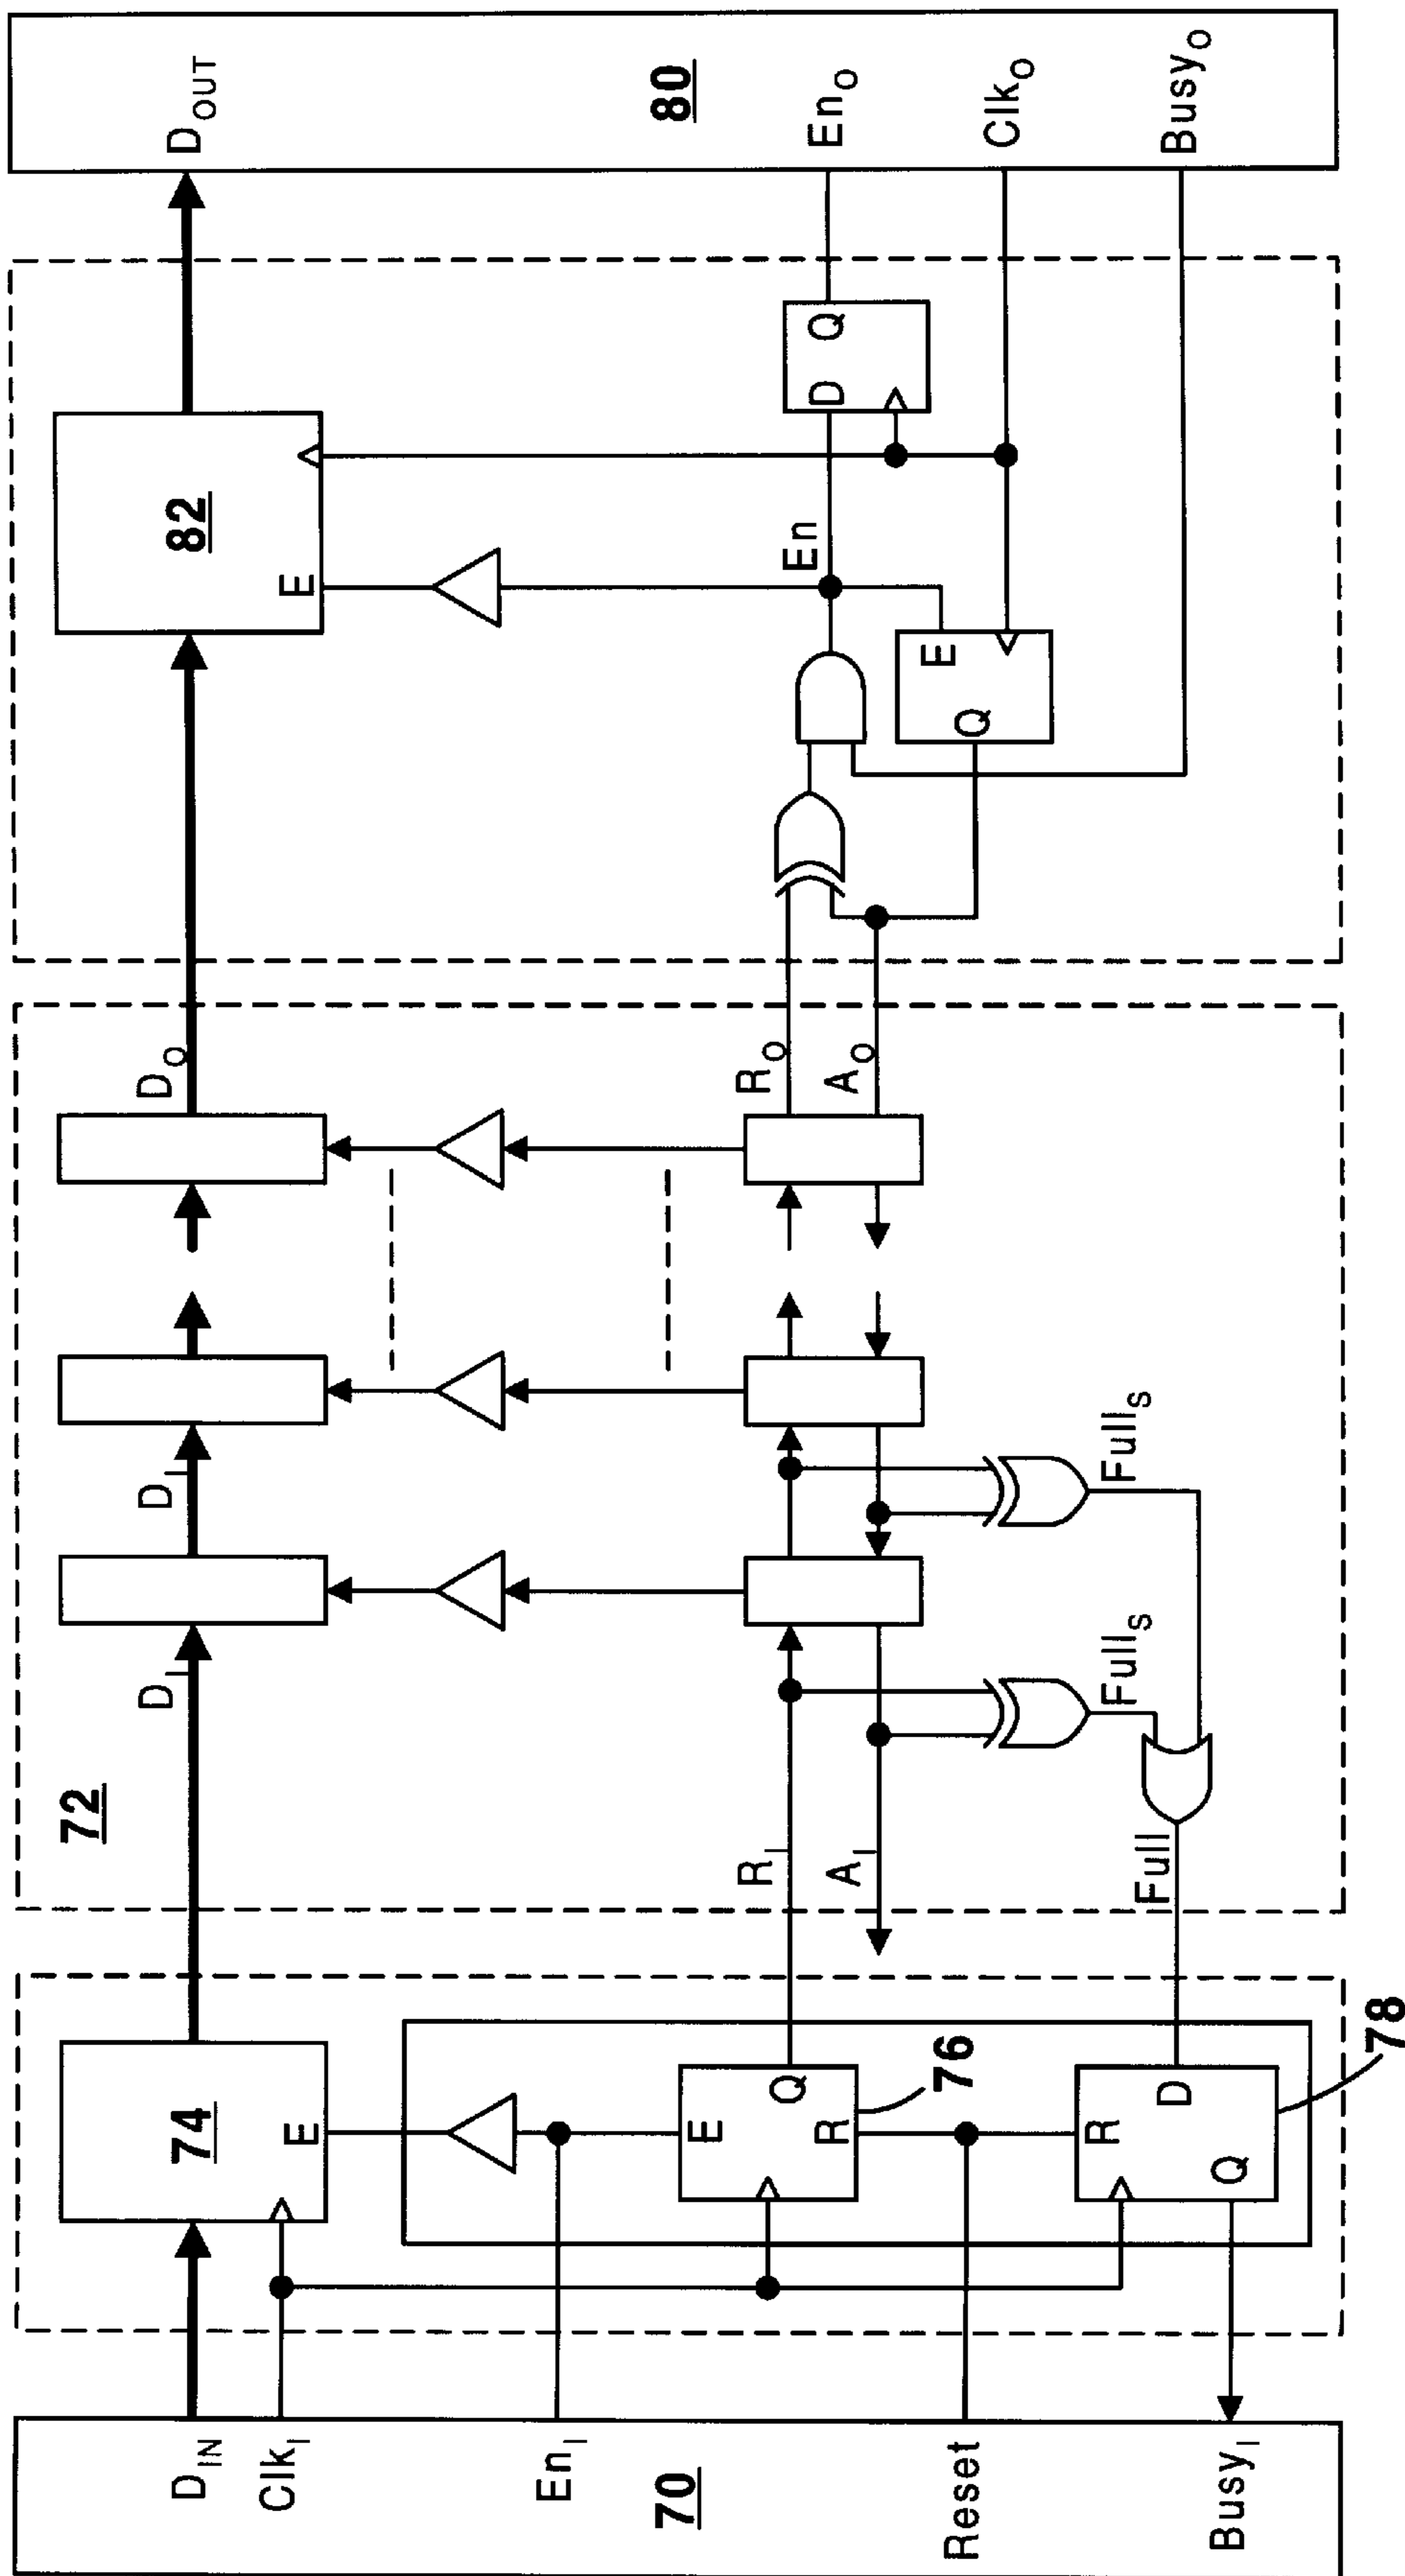 70
D_IN
Clk_I
En_I
Reset
Busy_I
74
E
E
Q
R
76
R
D
Q
78
72
D_I
D_I
D_O
R_I
A_I
R_O
A_O
Full
Full_S
Full_S
82
E
En
D
Q
E
Q
80
D_OUT
En_O
Clk_O
Busy_O